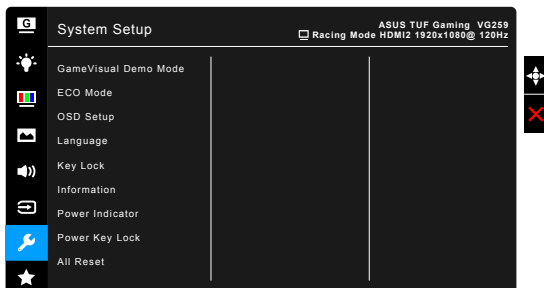 G
System Setup
ASUS TUF Gaming VG259
Racing Mode HDMI2 1920x1080@ 120Hz
GameVisual Demo Mode
ECO Mode
OSD Setup
Language
Key Lock
Information
Power Indicator
Power Key Lock
All Reset